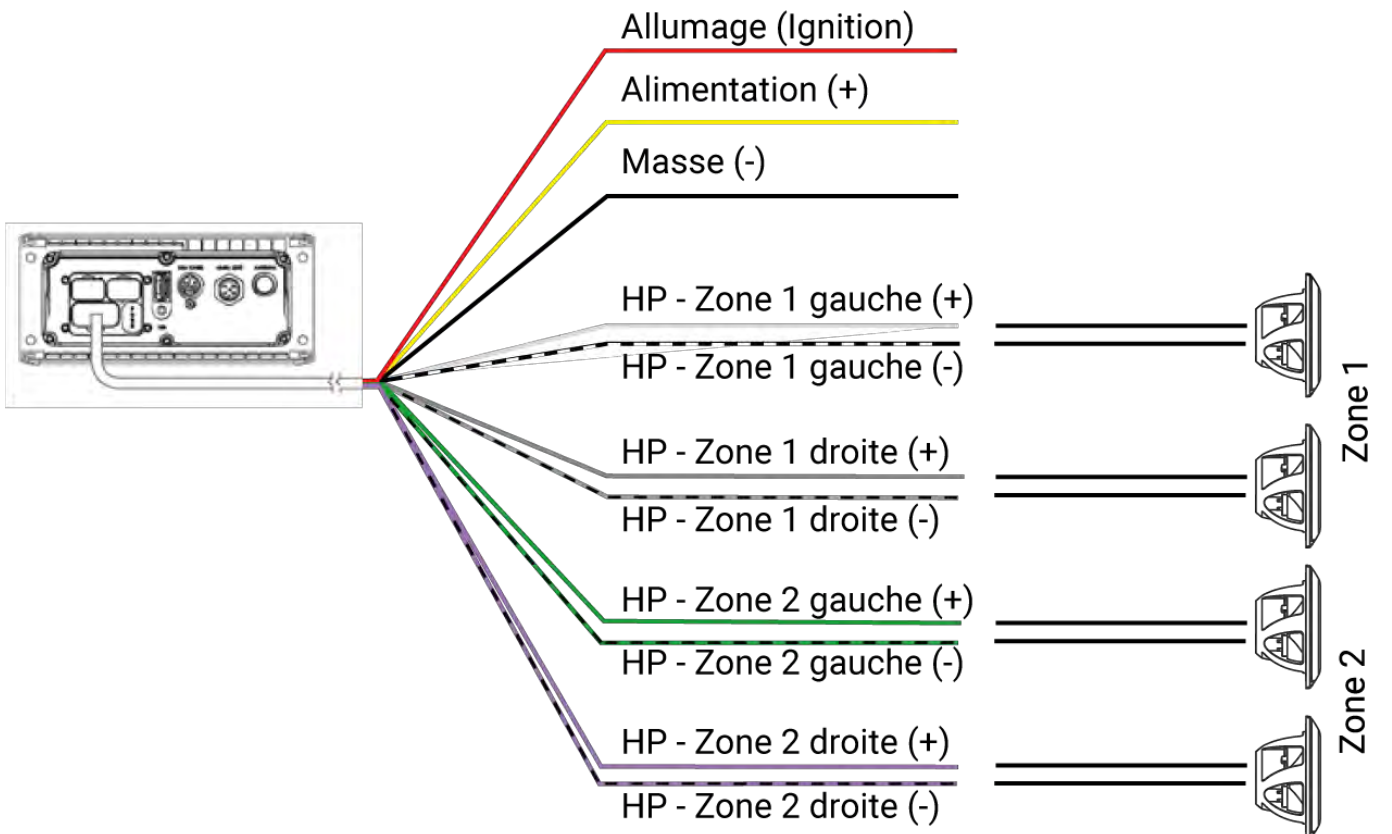 Allumage (Ignition)
Alimentation (+)
Masse (-)
HP - Zone 1 gauche (+)
HP - Zone 1 gauche (-)
HP - Zone 1 droite (+)
HP - Zone 1 droite (-)
Zone 1
HP - Zone 2 gauche (+)
HP - Zone 2 gauche (-)
HP - Zone 2 droite (+)
HP - Zone 2 droite (-)
Zone 2